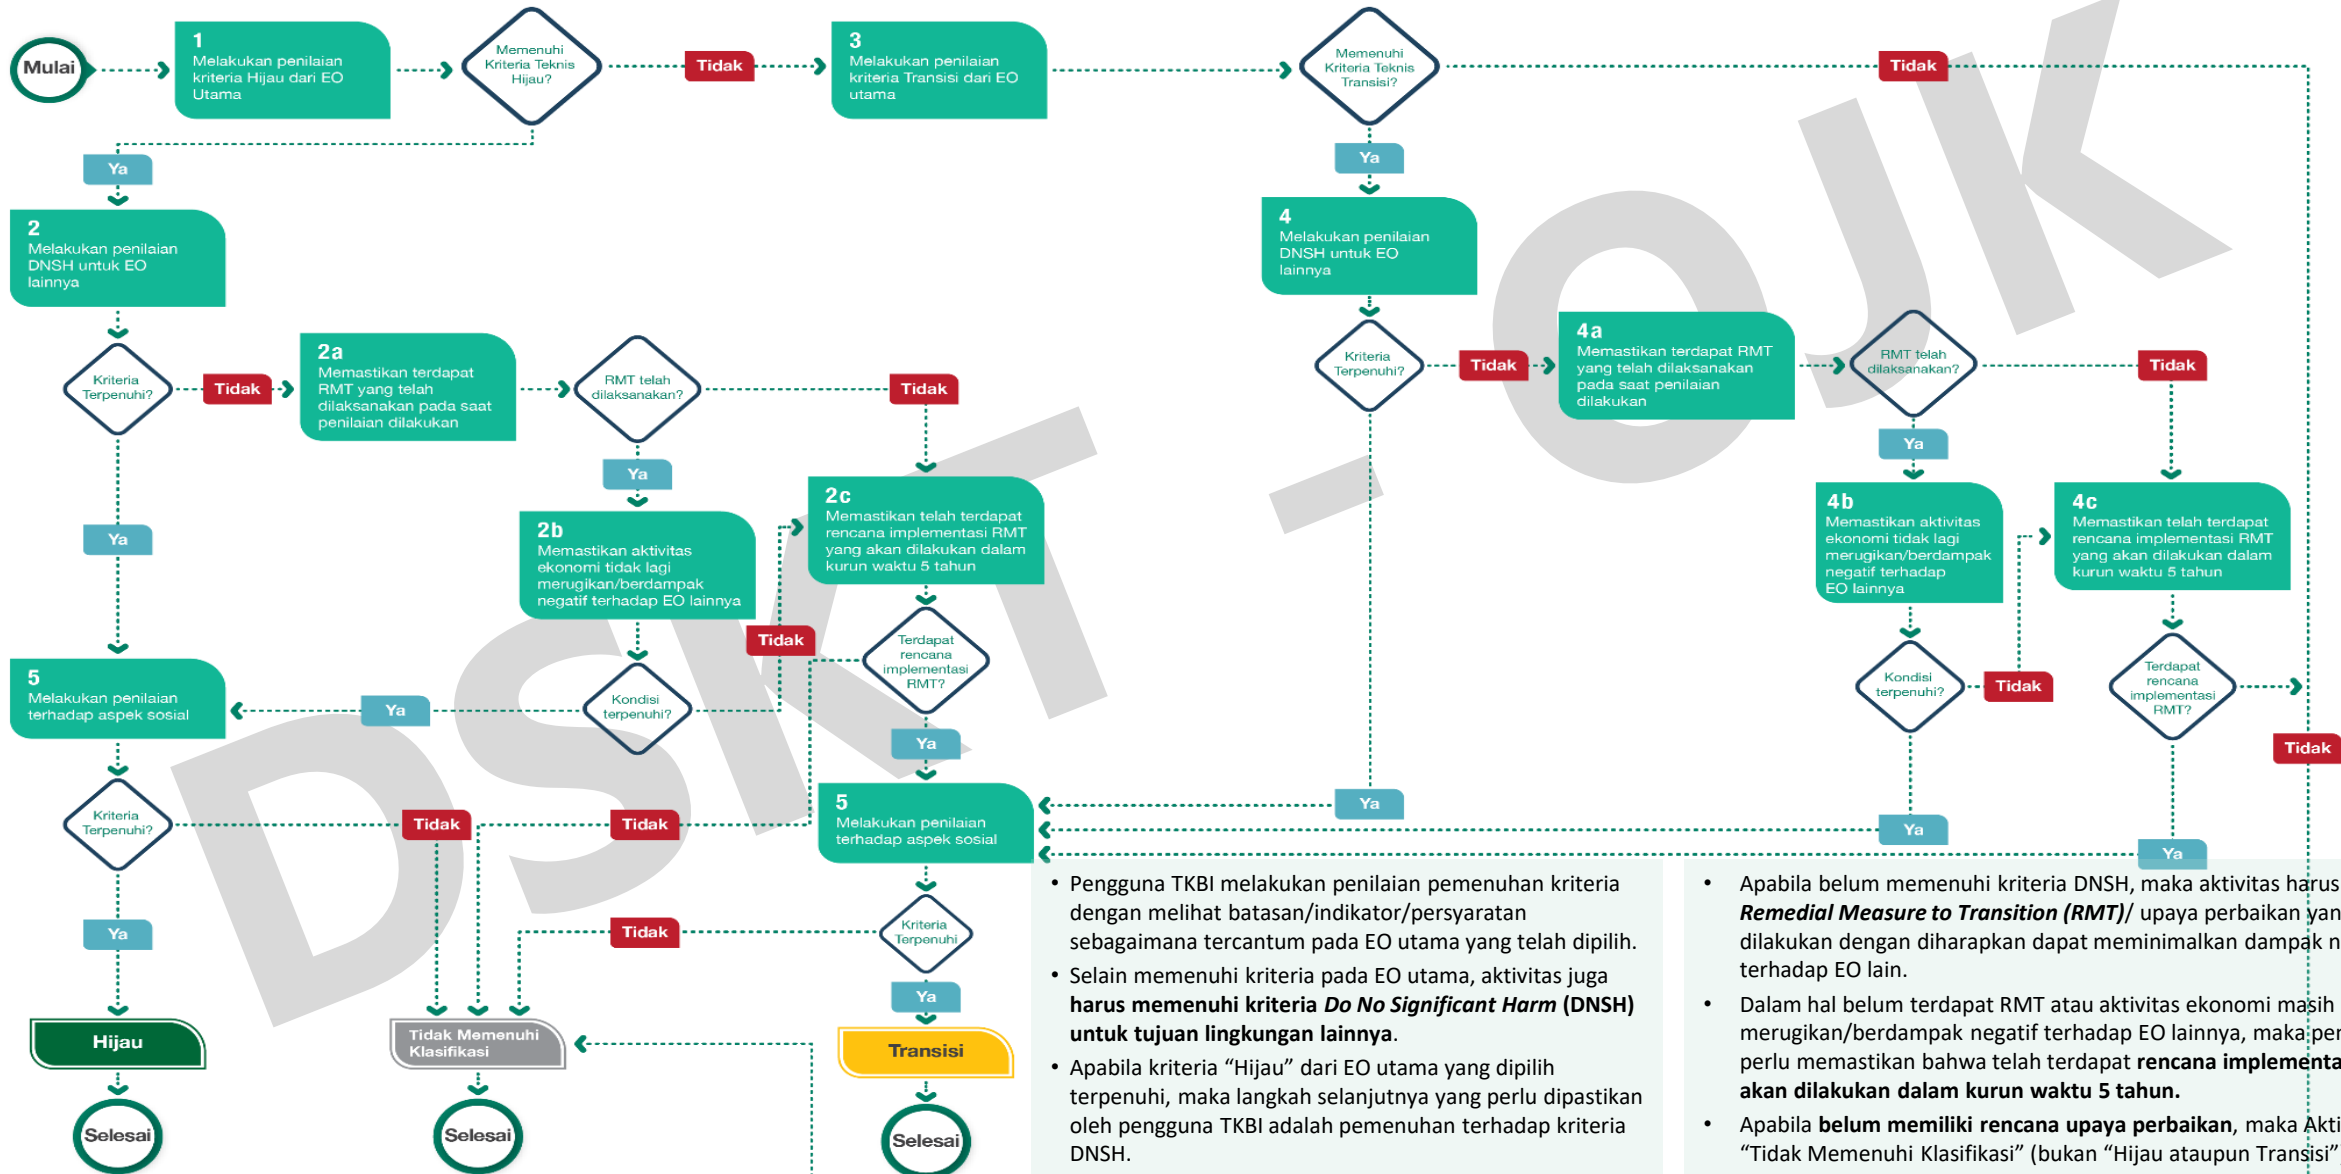 Mulai
1
Melakukan penilaian
kriteria Hijau dari EO
Utama
Memenuhi
Kriteria Teknis
Hijau?
Tidak
3
Melakukan penilaian
kriteria Transisi dari EO
utama
Memenuhi
Kriteria Teknis
Transisi?
Tidak
Ya
Ya
2
Melakukan penilaian
DNSH untuk EO
lainnya
4
Melakukan penilaian
DNSH untuk EO
lainnya
Kriteria
Terpenuhi?
Tidak
2a
Memastikan terdapat
RMT yang telah
dilaksanakan pada saat
penilaian dilakukan
RMT telah
dilaksanakan?
Tidak
Kriteria
Terpenuhi?
Tidak
4a
Memastikan terdapat RMT
yang telah dilaksanakan
pada saat penilaian
dilakukan
RMT telah
dilaksanakan?
Tidak
Ya
Ya
Ya
2b
Memastikan aktivitas
ekonomi tidak lagi
merugikan/berdampak
negatif terhadap EO lainnya
2c
Memastikan telah terdapat
rencana implementasi RMT
yang akan dilakukan dalam
kurun waktu 5 tahun
4b
Memastikan aktivitas
ekonomi tidak lagi
merugikan/berdampak
negatif terhadap
EO lainnya
4c
Memastikan telah terdapat
rencana implementasi RMT
yang akan dilakukan dalam
kurun waktu 5 tahun
Tidak
Terdapat
rencana
implementasi
RMT?
5
Melakukan penilaian
terhadap aspek sosial
Ya
Kondisi
terpenuhi?
Kondisi
terpenuhi?
Tidak
Terdapat
rencana
implementasi
RMT?
Ya
Tidak
Kriteria
Terpenuhi?
Tidak
Tidak
5
Melakukan penilaian
terhadap aspek sosial
Ya
Ya
Ya
Ya
Tidak
Kriteria
Terpenuhi
Ya
Hijau
Tidak Memenuhi
Klasifikasi
Transisi
Selesai
Selesai
Selesai
• Pengguna TKBI melakukan penilaian pemenuhan kriteria
dengan melihat batasan/indikator/persyaratan
sebagaimana tercantum pada EO utama yang telah dipilih.
• Selain memenuhi kriteria pada EO utama, aktivitas juga
harus memenuhi kriteria Do No Significant Harm (DNSH)
untuk tujuan lingkungan lainnya.
• Apabila kriteria “Hijau” dari EO utama yang dipilih
terpenuhi, maka langkah selanjutnya yang perlu dipastikan
oleh pengguna TKBI adalah pemenuhan terhadap kriteria
DNSH.
• Apabila belum memenuhi kriteria DNSH, maka aktivitas harus
Remedial Measure to Transition (RMT)/ upaya perbaikan yan
dilakukan dengan diharapkan dapat meminimalkan dampak n
terhadap EO lain.
• Dalam hal belum terdapat RMT atau aktivitas ekonomi masih
merugikan/berdampak negatif terhadap EO lainnya, maka pen
perlu memastikan bahwa telah terdapat rencana implementa
akan dilakukan dalam kurun waktu 5 tahun.
• Apabila belum memiliki rencana upaya perbaikan, maka Akti
“Tidak Memenuhi Klasifikasi” (bukan “Hijau ataupun Transisi”
DSKT - OJK